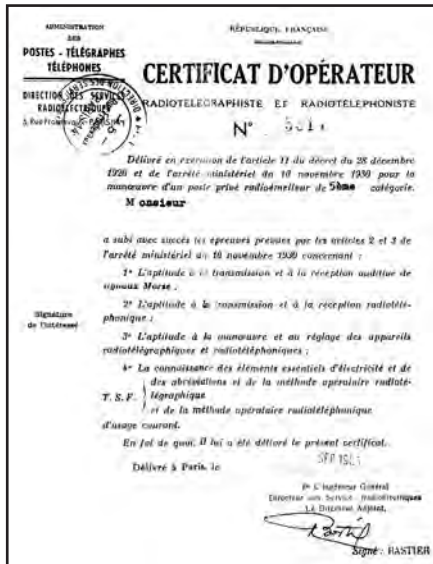 ADMINISTRATION
DES
POSTES - TÉLÉGRAPHES
TÉLÉPHONES
DIRECTION DES SERVICES
RADIOÉLECTRIQUES
RÉPUBLIQUE FRANÇAISE
CERTIFICAT D'OPÉRATEUR
RADIOTÉLÉGRAPHISTE ET RADIOTÉLÉPHONISTE
N°
Délivré en exécution de l'article 11 du décret du 28 décembre
1926 et de l'arrêté ministériel du 10 novembre 1930 pour la
manœuvre d'un poste privé radioémetteur de 5ème catégorie.
Monsieur
a subi avec succès les épreuves prévues par les articles 2 et 3 de
l'arrêté ministériel du 10 novembre 1930 concernant :
1° L'aptitude à la transmission et à la réception auditive de
signaux Morse ;
2° L'aptitude à la transmission et à la réception radiotélé-
phonique ;
3° L'aptitude à la manœuvre et au réglage des appareils
radiotélégraphiques et radiotéléphoniques ;
4° La connaissance des éléments essentiels d'électricité et de
T. S. F.
des abréviations et de la méthode opératoire radioté-
légraphique
et de la méthode opératoire radiotéléphonique
d'usage courant.
Signature
de l'intéressé
En foi de quoi, il lui a été délivré le présent certificat.
Délivré à Paris, le
SEP
Pr L'Ingénieur Général
Directeur des Services Radioélectriques
Le Directeur Adjoint,
Signé : BASTIER